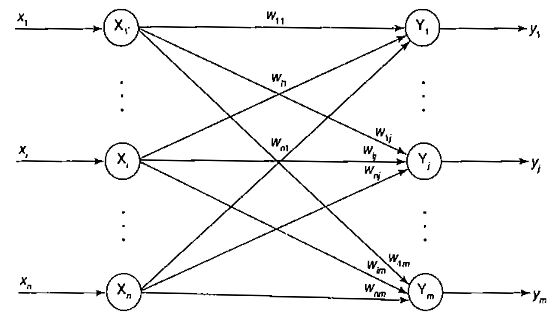 x₁ X₁ w₁₁ Y₁ y₁
wᵢ₁
w₁ⱼ
xᵢ Xᵢ wₙ₁ wᵢⱼ Yⱼ yⱼ
wₙⱼ
wᵢₘ w₁ₘ
xₙ Xₙ wₙₘ Yₘ yₘ